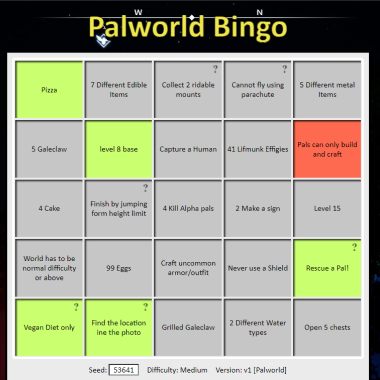 W N
Palworld Bingo
Pizza
7 Different Edible
Items
?
Collect 2 ridable
mounts
?
Cannot fly using
parachute
5 Different metal
Items
5 Galeclaw
level 8 base
Capture a Human
41 Lifmunk Effigies
Pals can only build
and craft
4 Cake
?
Finish by jumping
form height limit
4 Kill Alpha pals
2 Make a sign
Level 15
World has to be
normal difficulty
or above
99 Eggs
Craft uncommon
armor/outfit
Never use a Shield
?
Rescue a Pal!
?
Vegan Diet only
?
Find the location
ine the photo
Grilled Galeclaw
2 Different Water
types
Open 5 chests
Seed: 53641 Difficulty: Medium Version: v1 [Palworld]